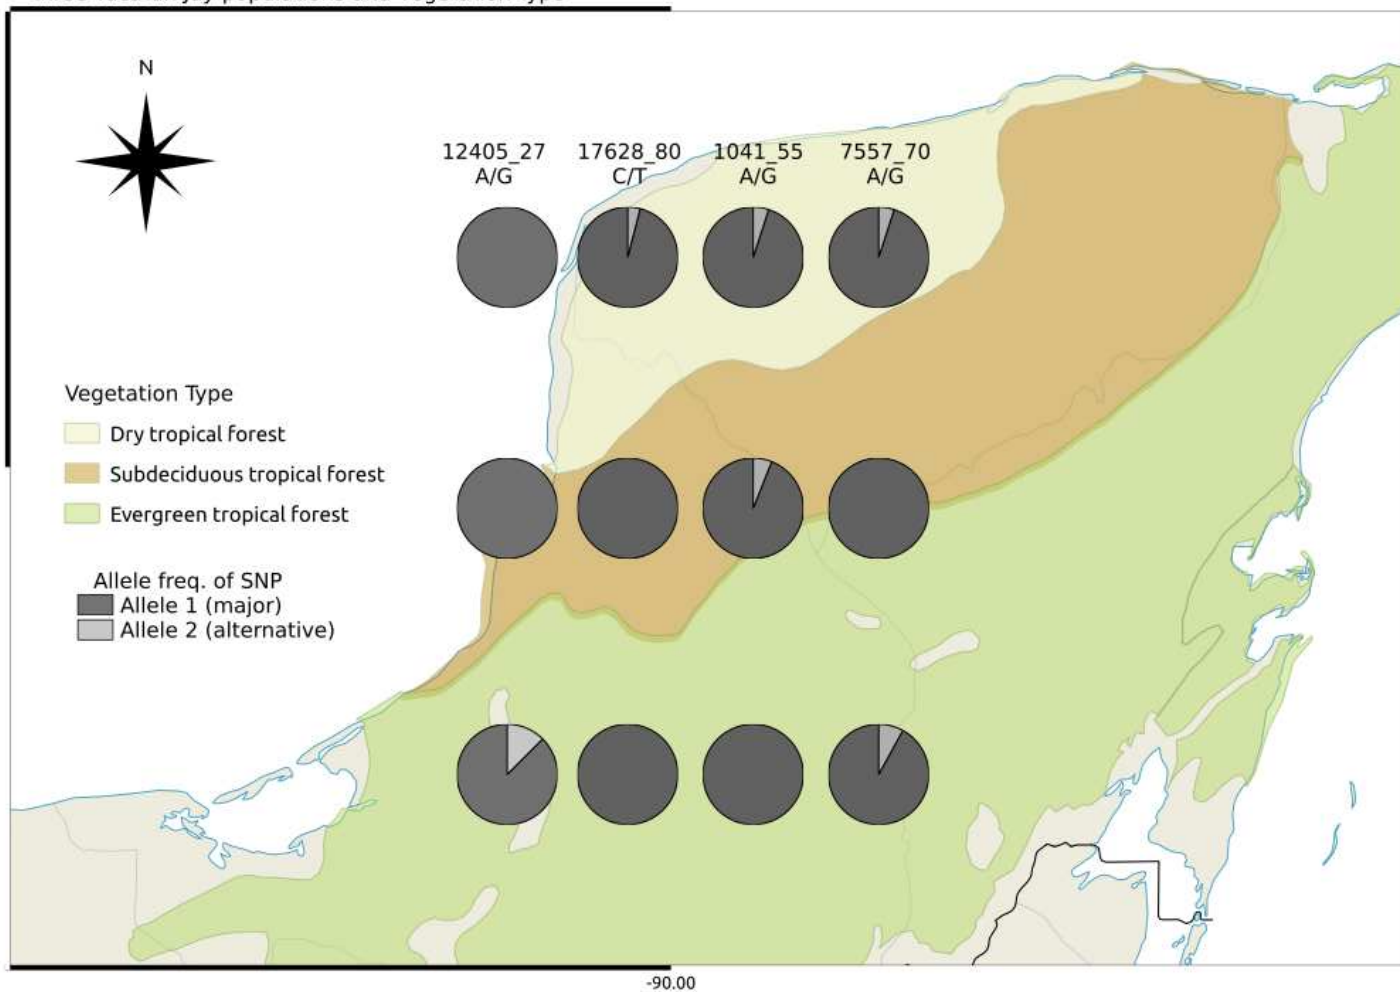 N
12405_27 17628_80 1041_55 7557_70
A/G C/T A/G A/G
Vegetation Type
Dry tropical forest
Subdeciduous tropical forest
Evergreen tropical forest
Allele freq. of SNP
Allele 1 (major)
Allele 2 (alternative)
-90.00